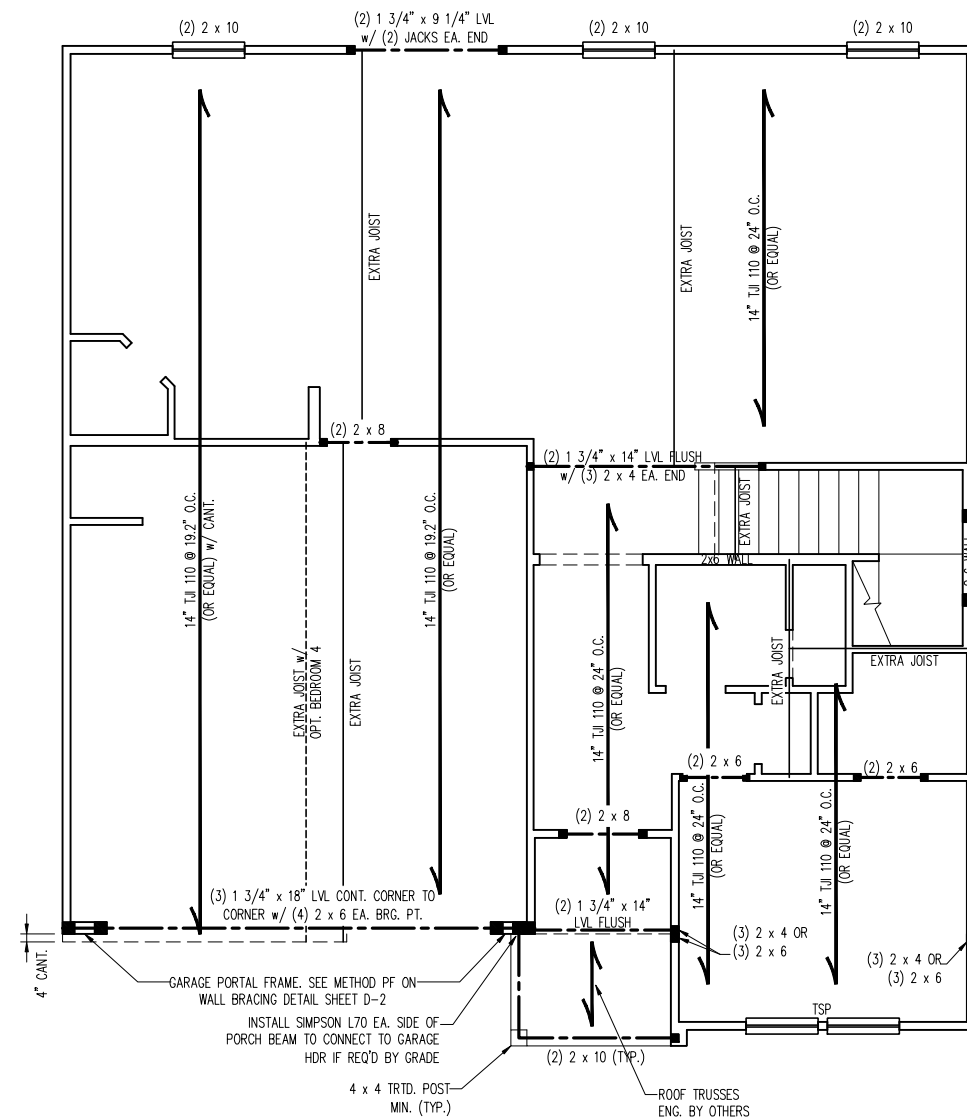 (2) 2 x 10
(2) 1 3/4" x 9 1/4" LVL
w/ (2) JACKS EA. END
(2) 2 x 10
(2) 2 x 10
EXTRA JOIST
EXTRA JOIST
14" TJI 110 @ 24" O.C.
(OR EQUAL)
(2) 2 x 8
(2) 1 3/4" x 14" LVL FLUSH
w/ (3) 2 x 4 EA. END
EXTRA JOIST
2x6 WALL
14" TJI 110 @ 19.2" O.C.
(OR EQUAL) w/ CANT.
14" TJI 110 @ 19.2" O.C.
(OR EQUAL)
EXTRA JOIST w/
OPT. BEDROOM 4
EXTRA JOIST
14" TJI 110 @ 24" O.C.
(OR EQUAL)
EXTRA JOIST
EXTRA JOIST
(2) 2 x 6
(2) 2 x 6
14" TJI 110 @ 24" O.C.
(OR EQUAL)
14" TJI 110 @ 24" O.C.
(OR EQUAL)
(2) 2 x 8
(3) 1 3/4" x 18" LVL CONT. CORNER TO
CORNER w/ (4) 2 x 6 EA. BRG. PT.
(2) 1 3/4" x 14"
LVL FLUSH
(3) 2 x 4 OR
(3) 2 x 6
(3) 2 x 4 OR
(3) 2 x 6
4" CANT.
GARAGE PORTAL FRAME. SEE METHOD PF ON
WALL BRACING DETAIL SHEET D-2
INSTALL SIMPSON L70 EA. SIDE OF
PORCH BEAM TO CONNECT TO GARAGE
HDR IF REQ'D BY GRADE
TSP
(2) 2 x 10 (TYP.)
4 x 4 TRTD. POST
MIN. (TYP.)
ROOF TRUSSES
ENG. BY OTHERS